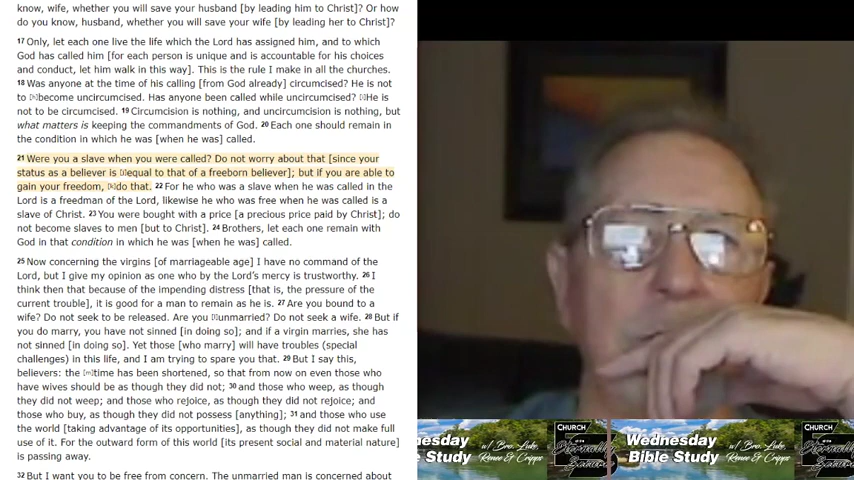 know, wife, whether you will save your husband [by leading him to Christ]? Or how
do you know, husband, whether you will save your wife [by leading her to Christ]?
17 Only, let each one live the life which the Lord has assigned him, and to which
God has called him [for each person is unique and is accountable for his choices
and conduct, let him walk in this way]. This is the rule I make in all the churches.
18 Was anyone at the time of his calling [from God already] circumcised? He is not
to become uncircumcised. Has anyone been called while uncircumcised? He is
not to be circumcised. 19 Circumcision is nothing, and uncircumcision is nothing, but
what matters is keeping the commandments of God. 20 Each one should remain in
the condition in which he was [when he was] called.
21 Were you a slave when you were called? Do not worry about that [since your
status as a believer is equal to that of a freeborn believer]; but if you are able to
gain your freedom, do that. 22 For he who was a slave when he was called in the
Lord is a freedman of the Lord, likewise he who was free when he was called is a
slave of Christ. 23 You were bought with a price [a precious price paid by Christ]; do
not become slaves to men [but to Christ]. 24 Brothers, let each one remain with
God in that condition in which he was [when he was] called.
25 Now concerning the virgins [of marriageable age] I have no command of the
Lord, but I give my opinion as one who by the Lord's mercy is trustworthy. 26 I
think then that because of the impending distress [that is, the pressure of the
current trouble], it is good for a man to remain as he is. 27 Are you bound to a
wife? Do not seek to be released. Are you unmarried? Do not seek a wife. 28 But if
you do marry, you have not sinned [in doing so]; and if a virgin marries, she has
not sinned [in doing so]. Yet those [who marry] will have troubles (special
challenges) in this life, and I am trying to spare you that. 29 But I say this,
believers: the [m]time has been shortened, so that from now on even those who
have wives should be as though they did not; 30 and those who weep, as though
they did not weep; and those who rejoice, as though they did not rejoice; and
those who buy, as though they did not possess [anything]; 31 and those who use
the world [taking advantage of its opportunities], as though they did not make full
use of it. For the outward form of this world [its present social and material nature]
is passing away.
32 But I want you to be free from concern. The unmarried man is concerned about
nesday
Study
w/ Bro. Luke,
Renee & Cripps
Church
of the
Eternally
Secure
Wednesday
Bible Study
w/ Bro. Luke,
Renee & Cripps
Church
of the
Eternally
Secure